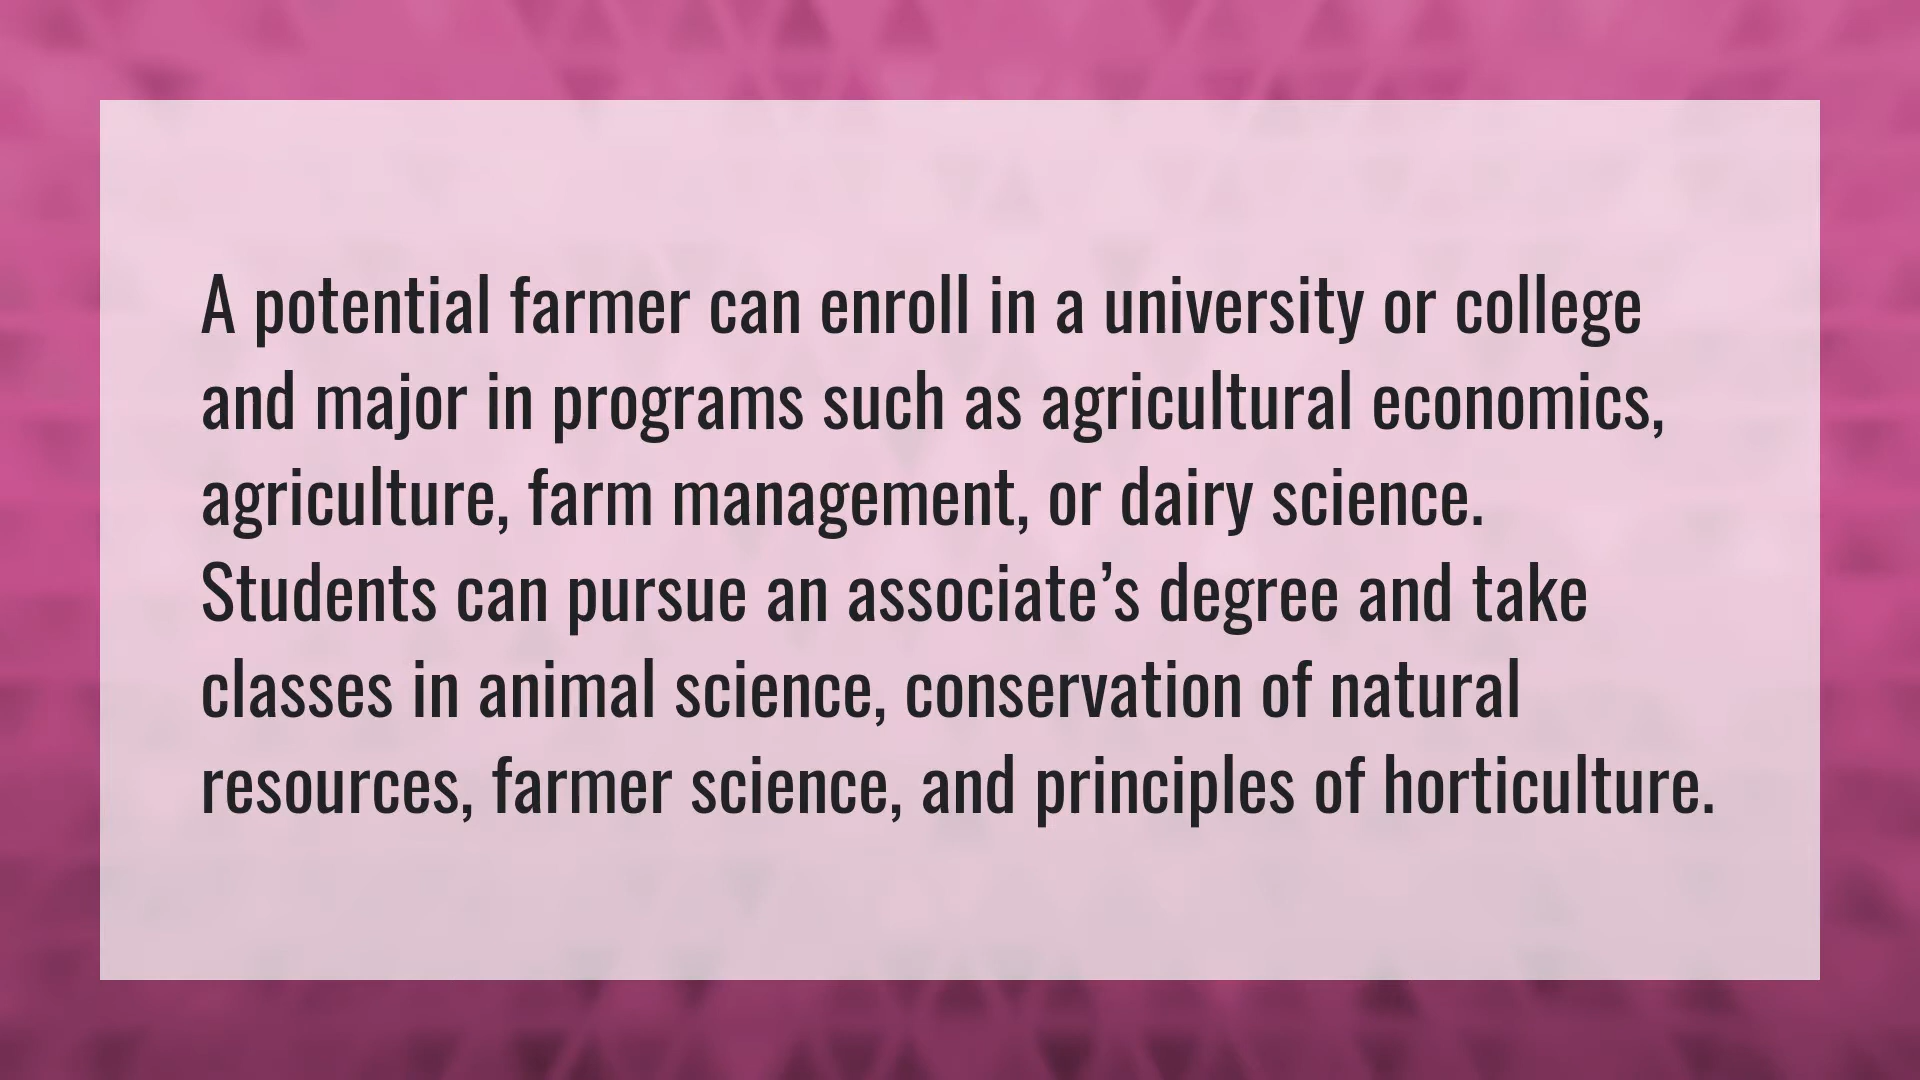 A potential farmer can enroll in a university or college
and major in programs such as agricultural economics,
agriculture, farm management, or dairy science.
Students can pursue an associate’s degree and take
classes in animal science, conservation of natural
resources, farmer science, and principles of horticulture.